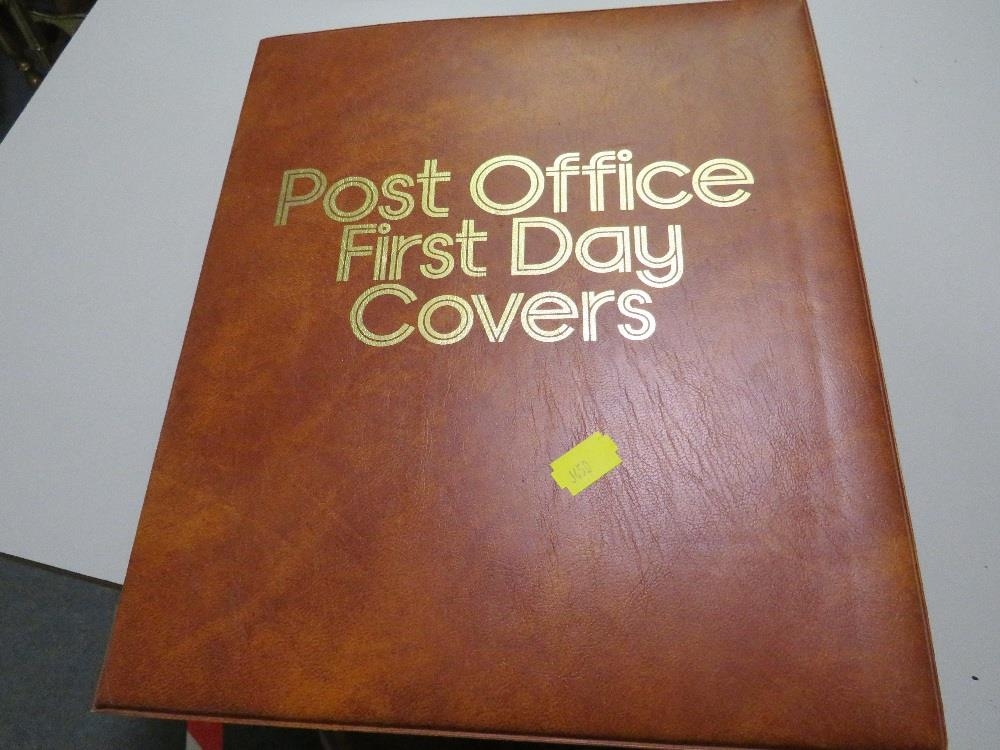 Post Office
First Day
Covers